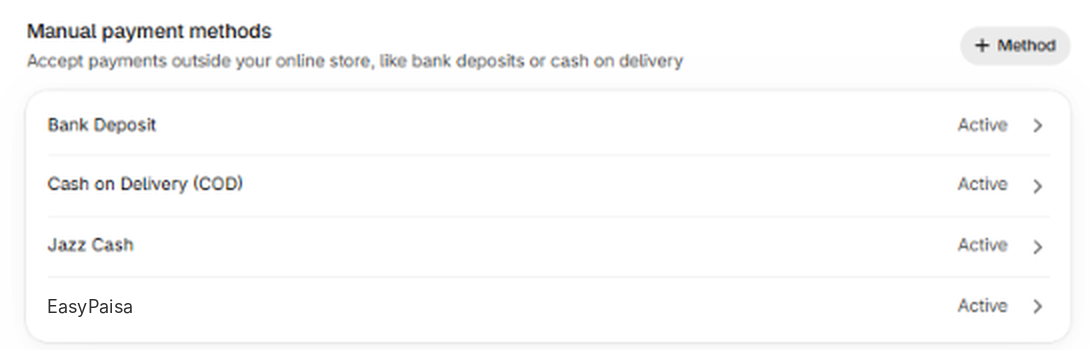 Manual payment methods
Accept payments outside your online store, like bank deposits or cash on delivery
+ Method
Bank Deposit Active
Cash on Delivery (COD) Active
Jazz Cash Active
EasyPaisa Active